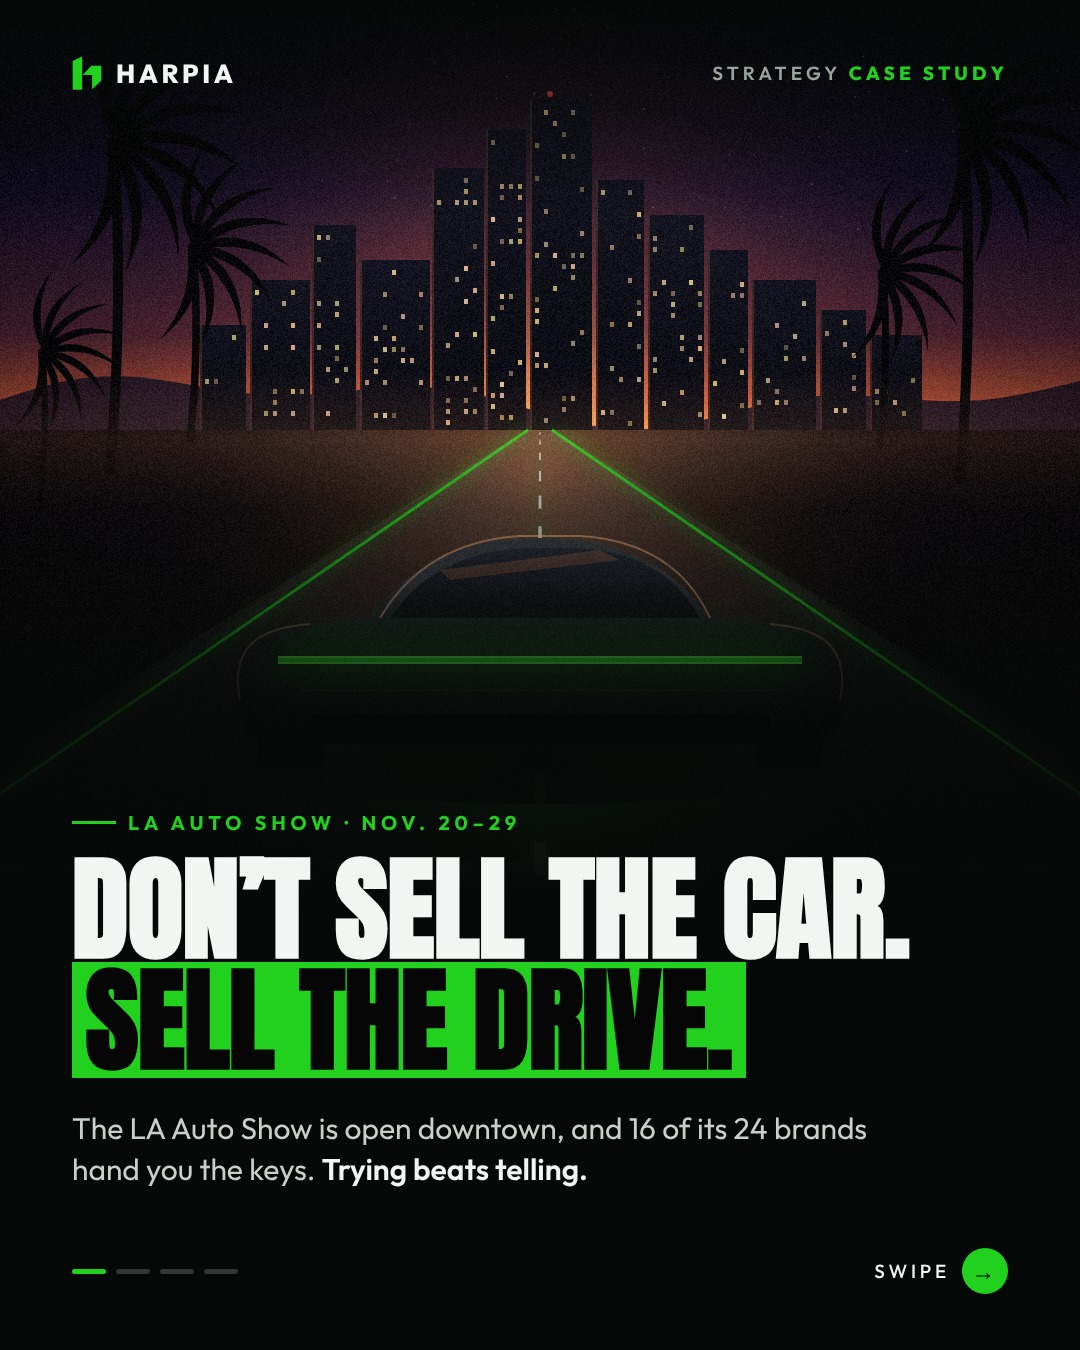 HARPIA
STRATEGY CASE STUDY
LA AUTO SHOW · NOV. 20–29
DON’T SELL THE CAR.
SELL THE DRIVE.
The LA Auto Show is open downtown, and 16 of its 24 brands
hand you the keys. Trying beats telling.
SWIPE →